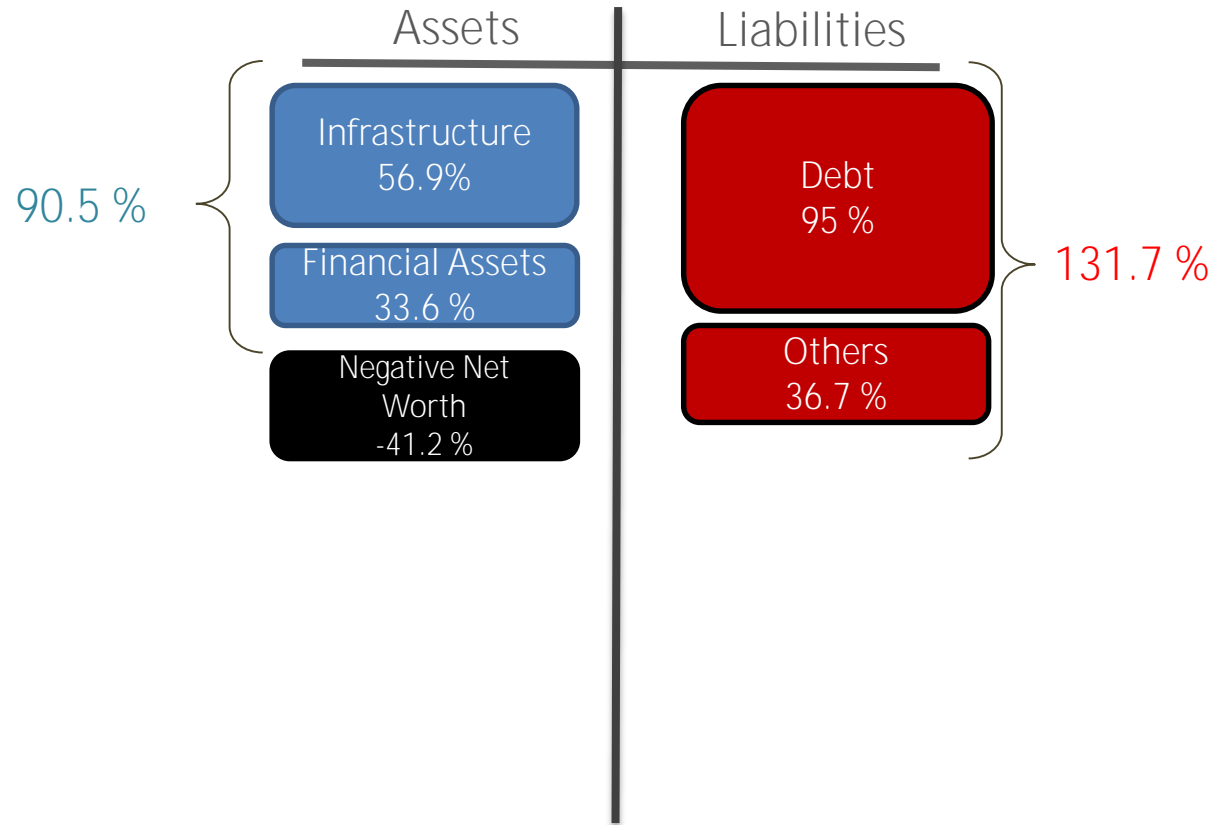 Assets
Liabilities
Infrastructure
56.9%
Financial Assets
33.6 %
Negative Net
Worth
-41.2 %
90.5 %
Debt
95 %
Others
36.7 %
131.7 %